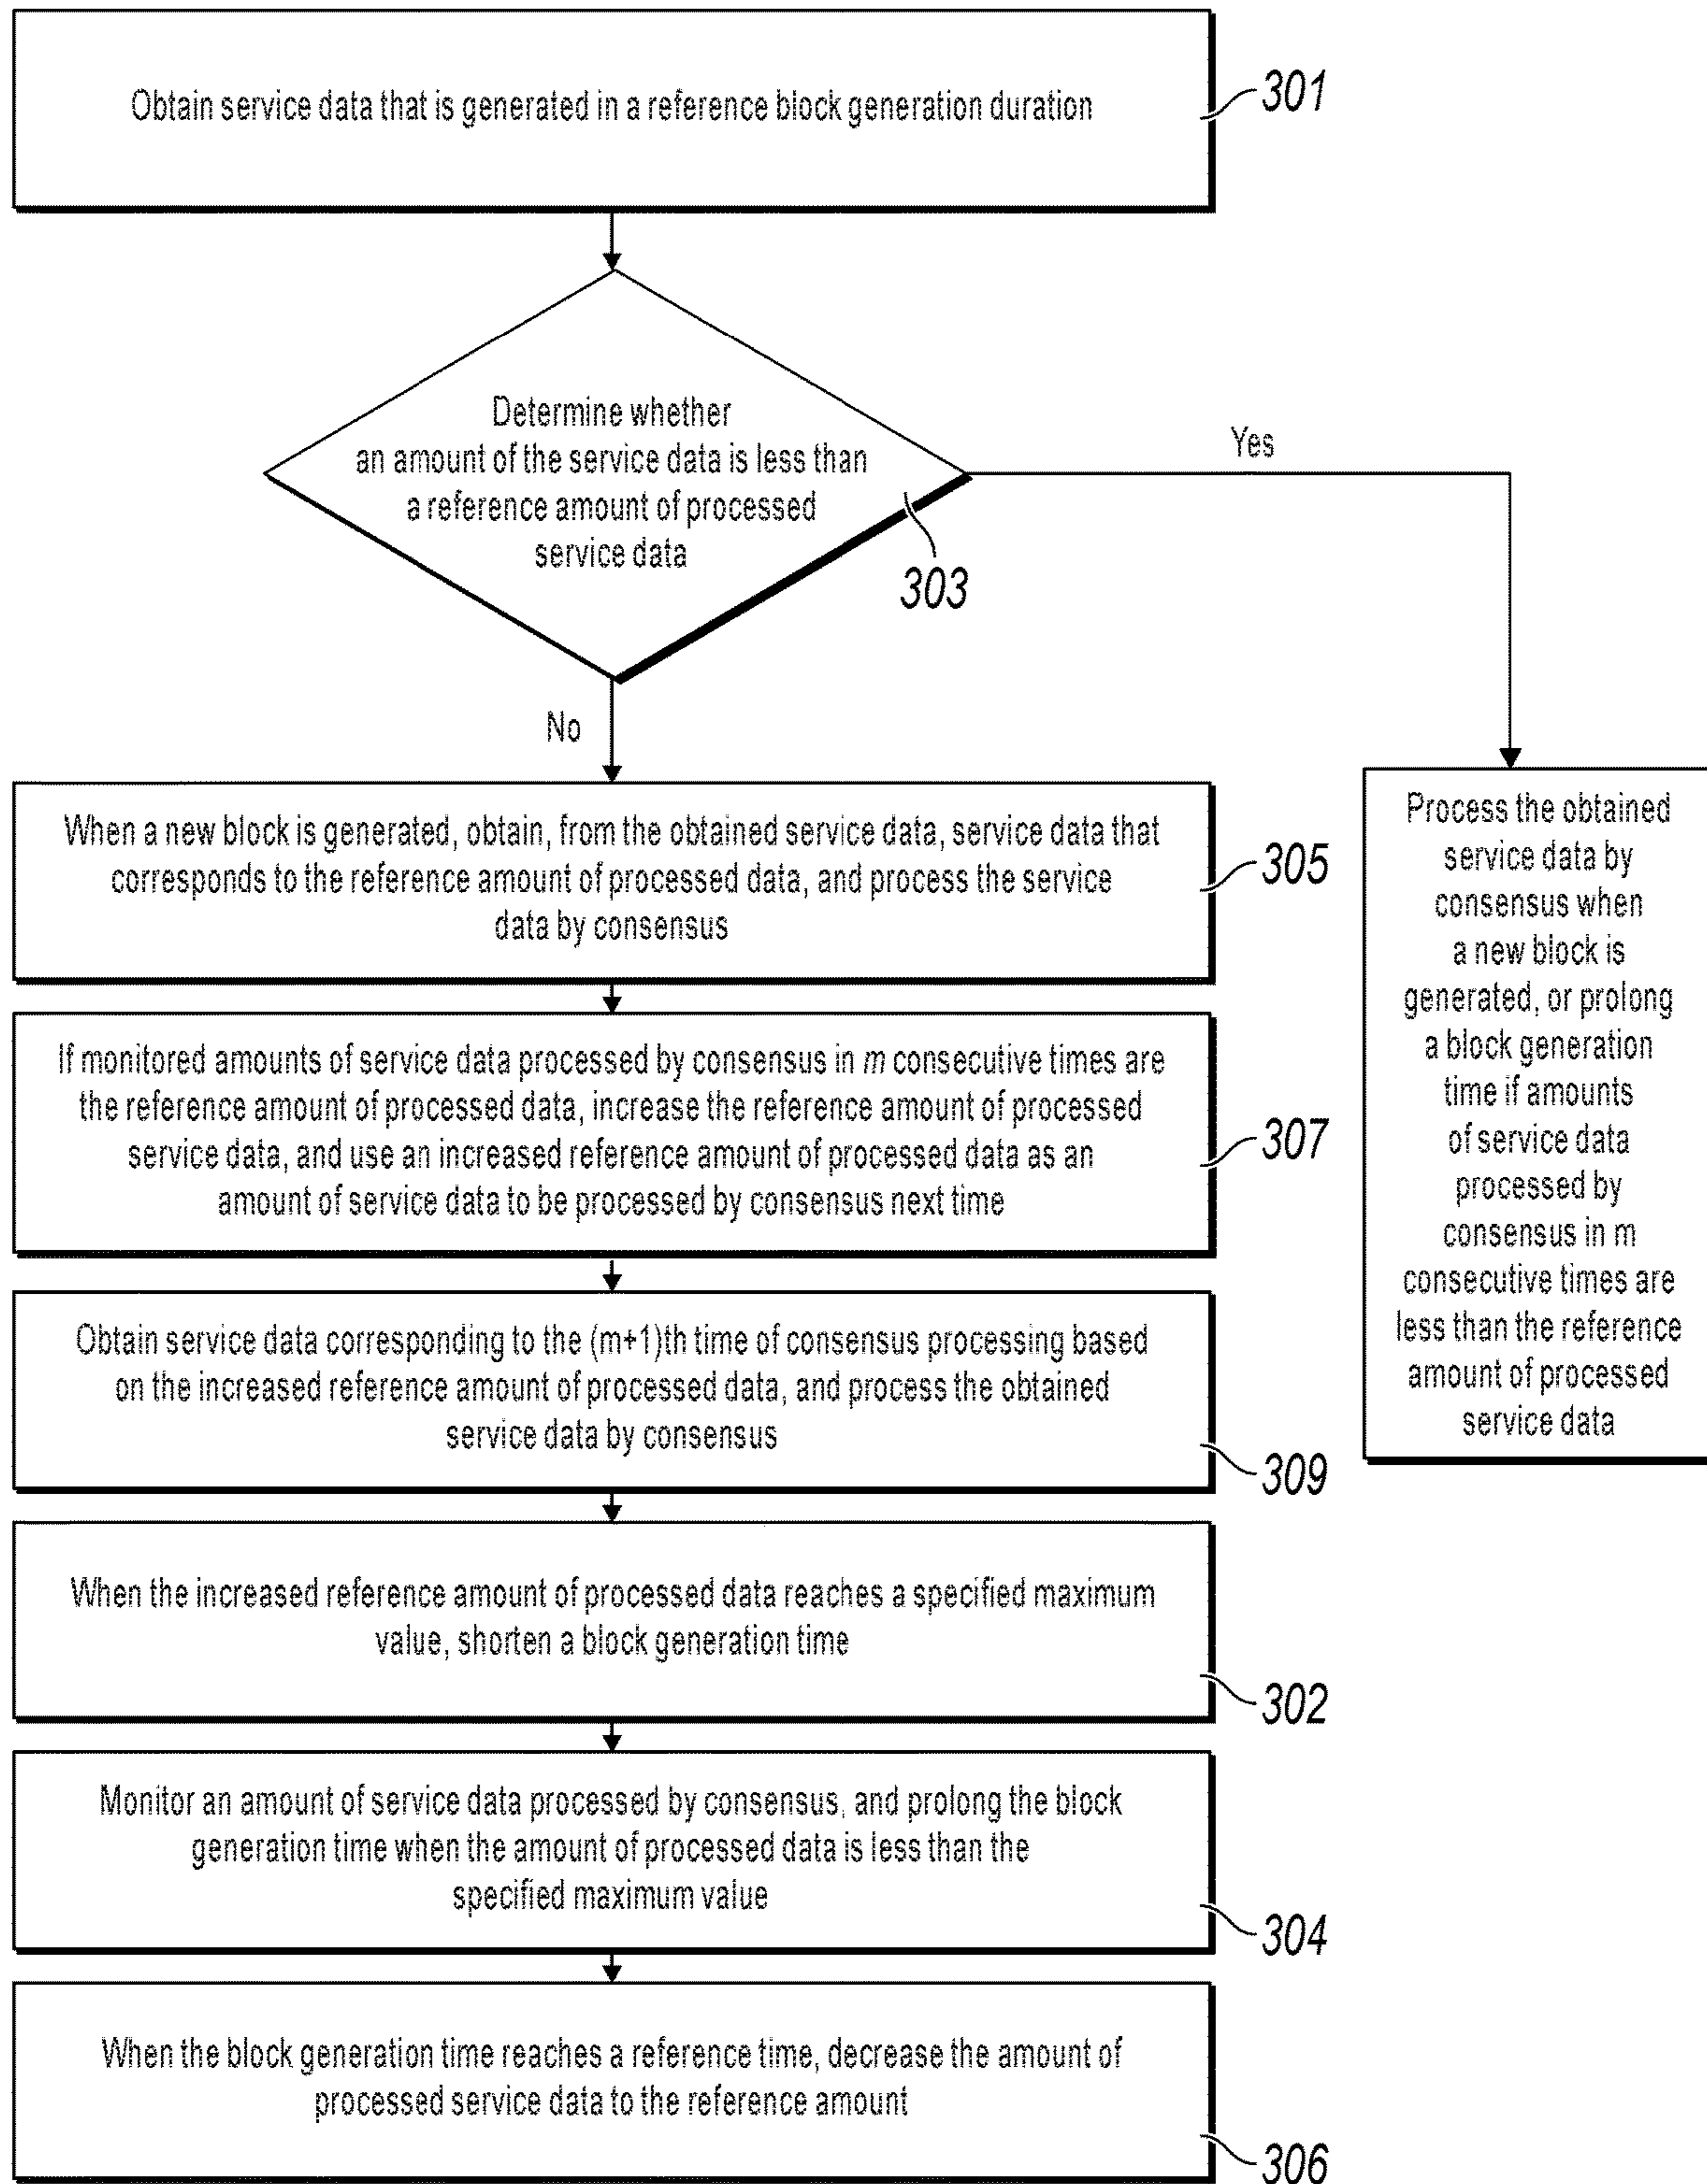 Obtain service data that is generated in a reference block generation duration
301
Determine whether
an amount of the service data is less than
a reference amount of processed
service data
303
Yes
No
When a new block is generated, obtain, from the obtained service data, service data that
corresponds to the reference amount of processed data, and process the service
data by consensus
305
If monitored amounts of service data processed by consensus in m consecutive times are
the reference amount of processed data, increase the reference amount of processed
service data, and use an increased reference amount of processed data as an
amount of service data to be processed by consensus next time
307
Obtain service data corresponding to the (m+1)th time of consensus processing based
on the increased reference amount of processed data, and process the obtained
service data by consensus
309
When the increased reference amount of processed data reaches a specified maximum
value, shorten a block generation time
302
Monitor an amount of service data processed by consensus, and prolong the block
generation time when the amount of processed data is less than the
specified maximum value
304
When the block generation time reaches a reference time, decrease the amount of
processed service data to the reference amount
306
Process the obtained
service data by
consensus when
a new block is
generated, or prolong
a block generation
time if amounts
of service data
processed by
consensus in m
consecutive times are
less than the reference
amount of processed
service data